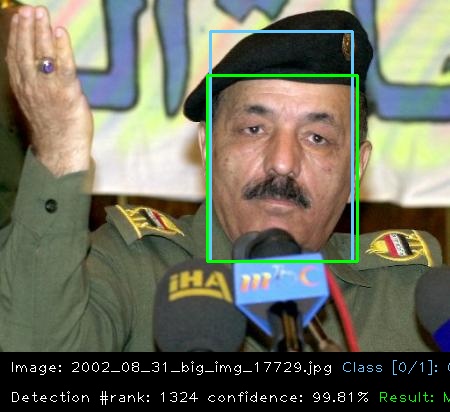 iHA
Image: 2002_08_31_big_img_17729.jpg Class [0/1]:
Detection #rank: 1324 confidence: 99.81% Result: